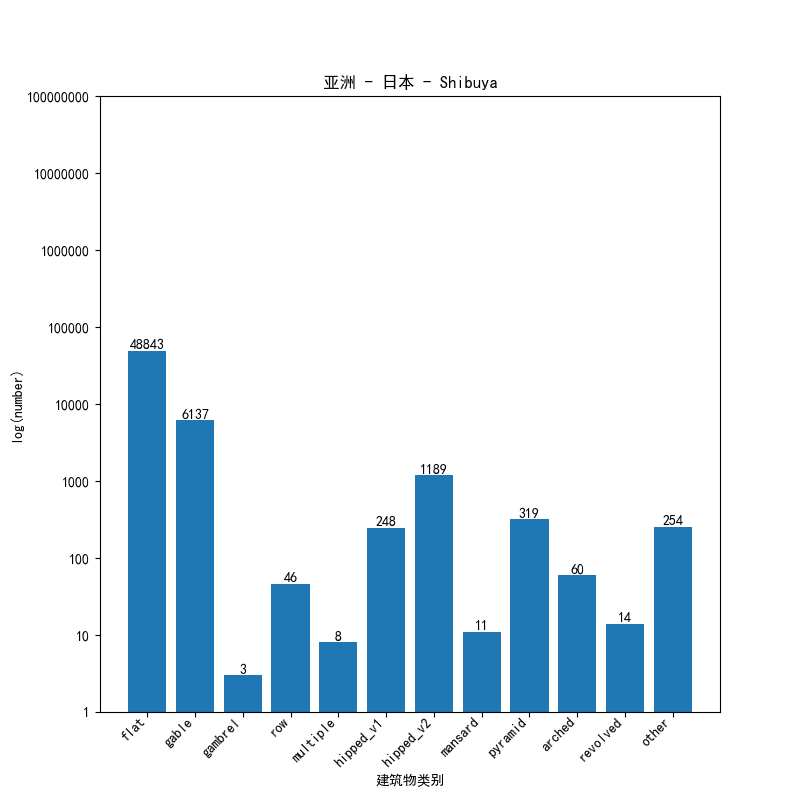 亚洲 - 日本 - Shibuya
100000000
10000000
1000000
100000
10000
1000
100
10
1
log(number)
48843
6137
3
46
8
248
1189
11
319
60
14
254
flat
gable
gambrel
row
multiple
hipped_v1
hipped_v2
mansard
pyramid
arched
revolved
other
建筑物类别